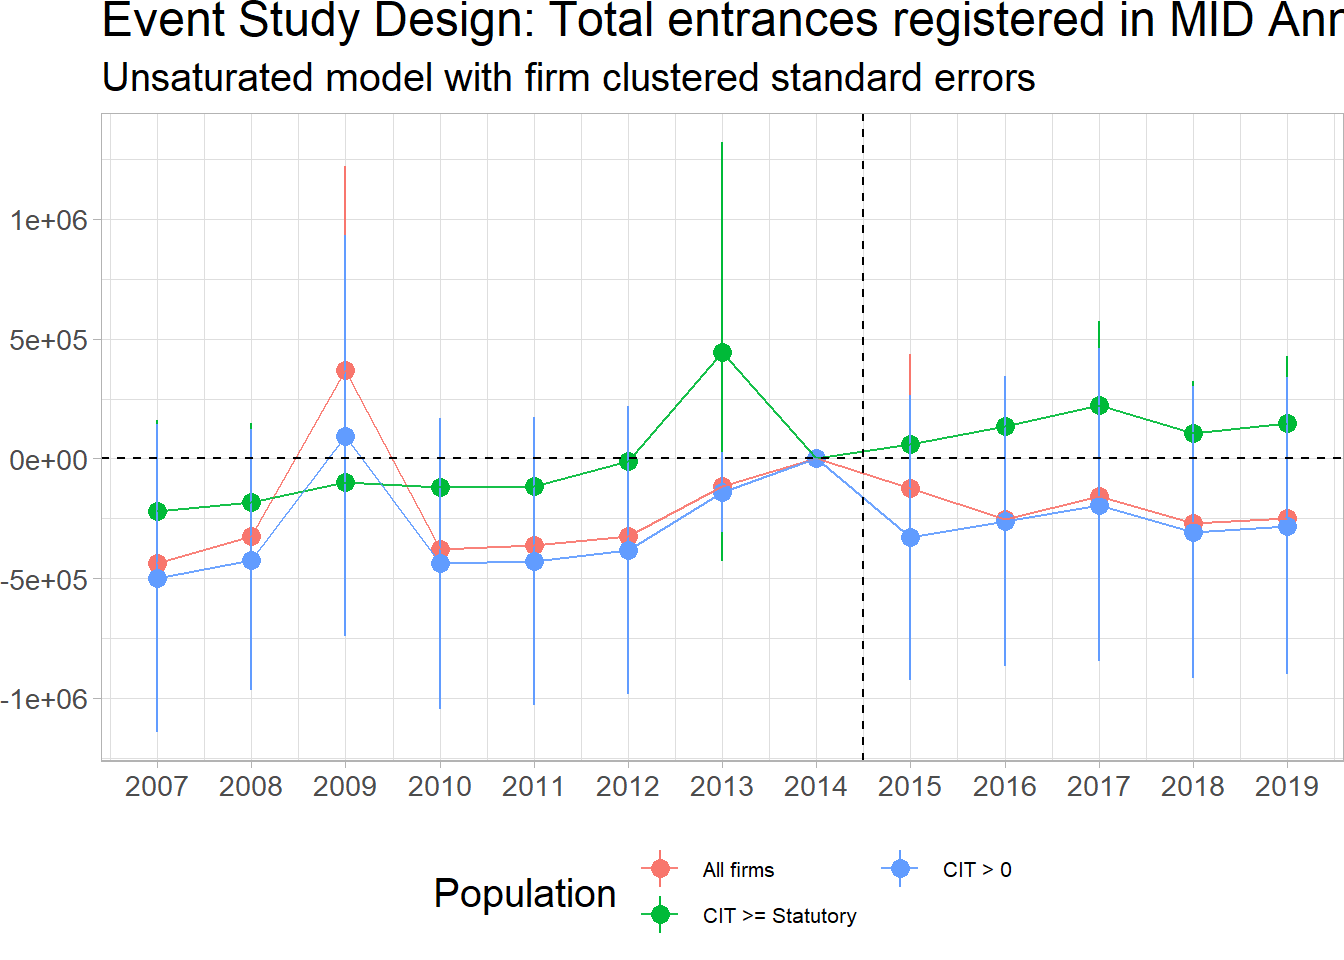 Event Study Design: Total entrances registered in MID
Unsaturated model with firm clustered standard errors
1e+06
5e+05
0e+00
-5e+05
-1e+06
2007 2008 2009 2010 2011 2012 2013 2014 2015 2016 2017 2018 2019
Population
All firms
CIT > 0
CIT >= Statutory